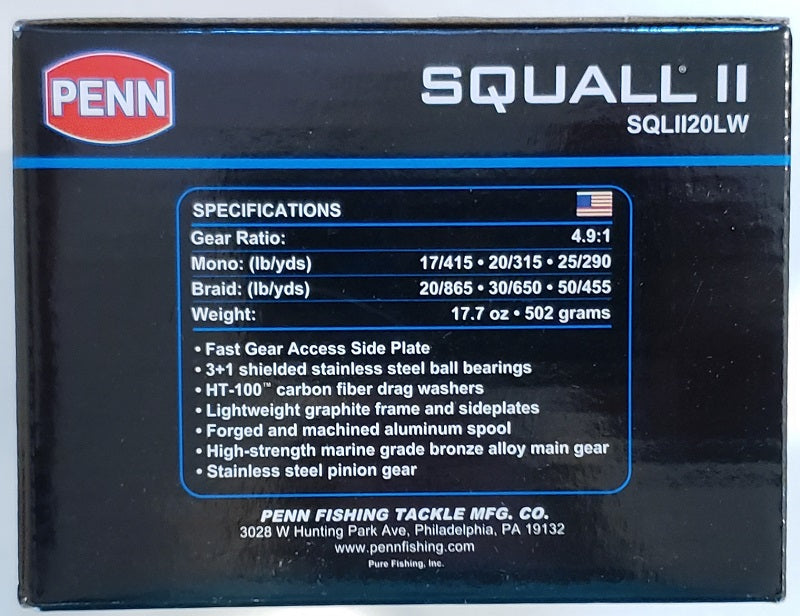 PENN
SQUALL® II
SQLII20LW
SPECIFICATIONS
Gear Ratio: 4.9:1
Mono: (lb/yds) 17/415 • 20/315 • 25/290
Braid: (lb/yds) 20/865 • 30/650 • 50/455
Weight: 17.7 oz • 502 grams
• Fast Gear Access Side Plate
• 3+1 shielded stainless steel ball bearings
• HT-100™ carbon fiber drag washers
• Lightweight graphite frame and sideplates
• Forged and machined aluminum spool
• High-strength marine grade bronze alloy main gear
• Stainless steel pinion gear
PENN FISHING TACKLE MFG. CO.
3028 W Hunting Park Ave, Philadelphia, PA 19132
www.pennfishing.com
Pure Fishing, Inc.